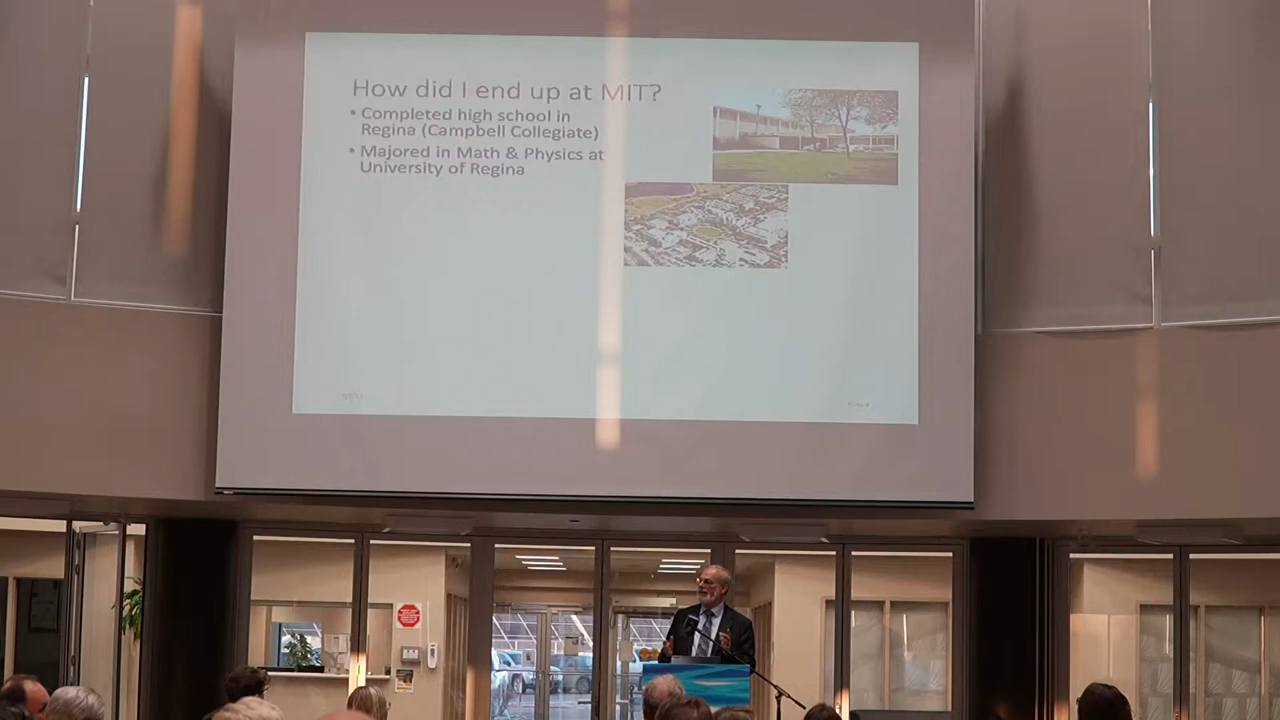 How did I end up at MIT?
• Completed high school in
Regina (Campbell Collegiate)
• Majored in Math & Physics at
University of Regina